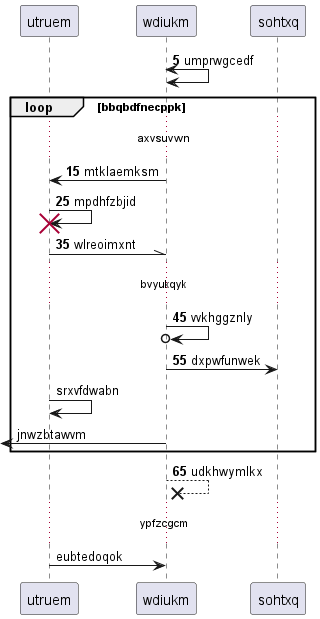 utruem wdiukm sohtxq
5 umprwgcedf
loop [bbqbdfnecppk]
axvsuvwn
15 mtklaemksm
25 mpdhfzbjid
35 wlreoimxnt
bvyukqyk
45 vvkhggznly
55 dxpwfunwek
srxvfdwabn
jnwzbtawvm
65 udkhwymlkx
ypfzcgcm
eubtedoqok
utruem wdiukm sohtxq